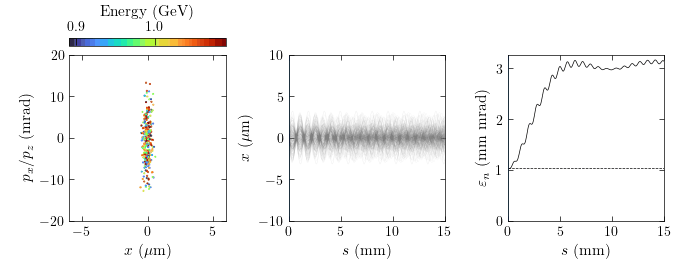 Energy (GeV)
0.9 1.0
20
10
0
−10
−20
p_x/p_z (mrad)
−5 0 5
x (μm)
10
5
0
−5
−10
x (μm)
0 5 10 15
s (mm)
3
2
1
0
ε_n (mm mrad)
0 5 10 15
s (mm)